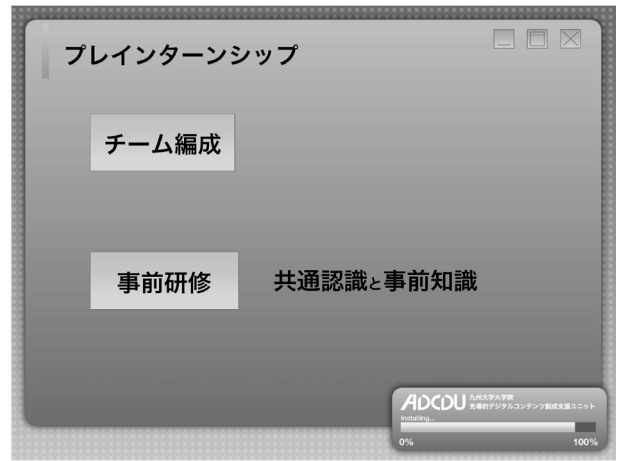 プレインターンシップ
チーム編成
事前研修
共通認識と事前知識
ADCDU
九州大学大学院
先導的デジタルコンテンツ創成支援ユニット
Installing...
0%
100%